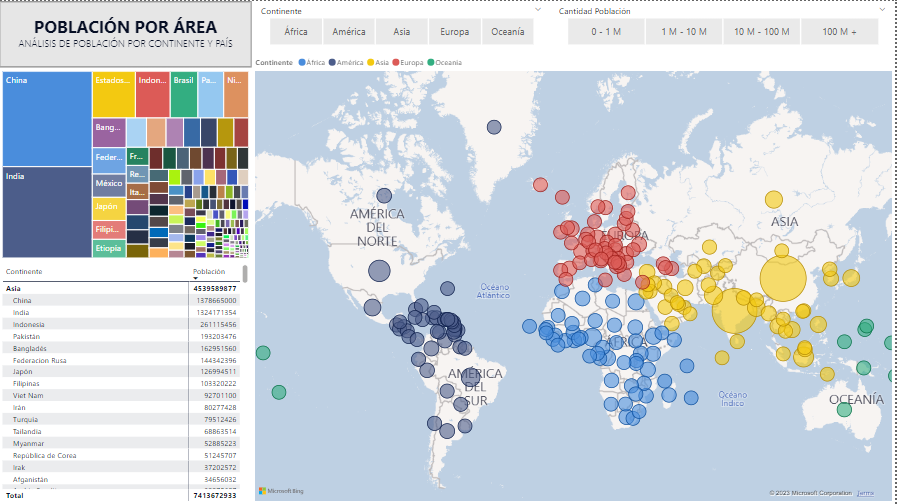 POBLACIÓN POR ÁREA
ANÁLISIS DE POBLACIÓN POR CONTINENTE Y PAÍS
Continente
África
América
Asia
Europa
Oceanía
Cantidad Población
0 - 1 M
1 M - 10 M
10 M - 100 M
100 M +
Continente África América Asia Europa Oceania
China
Estados...
Indon...
Brasil
Pa...
Ni...
Bang...
India
Feder...
Fr...
México
Re...
Ita...
Japón
Filipi...
Etiopia
Continente Población
Asia 4539589877
China 1378665000
India 1324171354
Indonesia 261115456
Pakistan 193203476
Bangladés 162951560
Federacion Rusa 144342396
Japón 126994511
Filipinas 103320222
Viet Nam 92701100
Irán 80277428
Turquia 79512426
Tailandia 68863514
Myanmar 52885223
República de Corea 51245707
Irak 37202572
Afganistán 34656032
Total 7413672933
AMÉRICA
DEL
NORTE
EUROPA
ASIA
Océano
Atlántico
ÁFRICA
AMÉRICA
DEL
SUR
Océano
Índico
OCEANÍA
Microsoft Bing
© 2023 Microsoft Corporation Terms